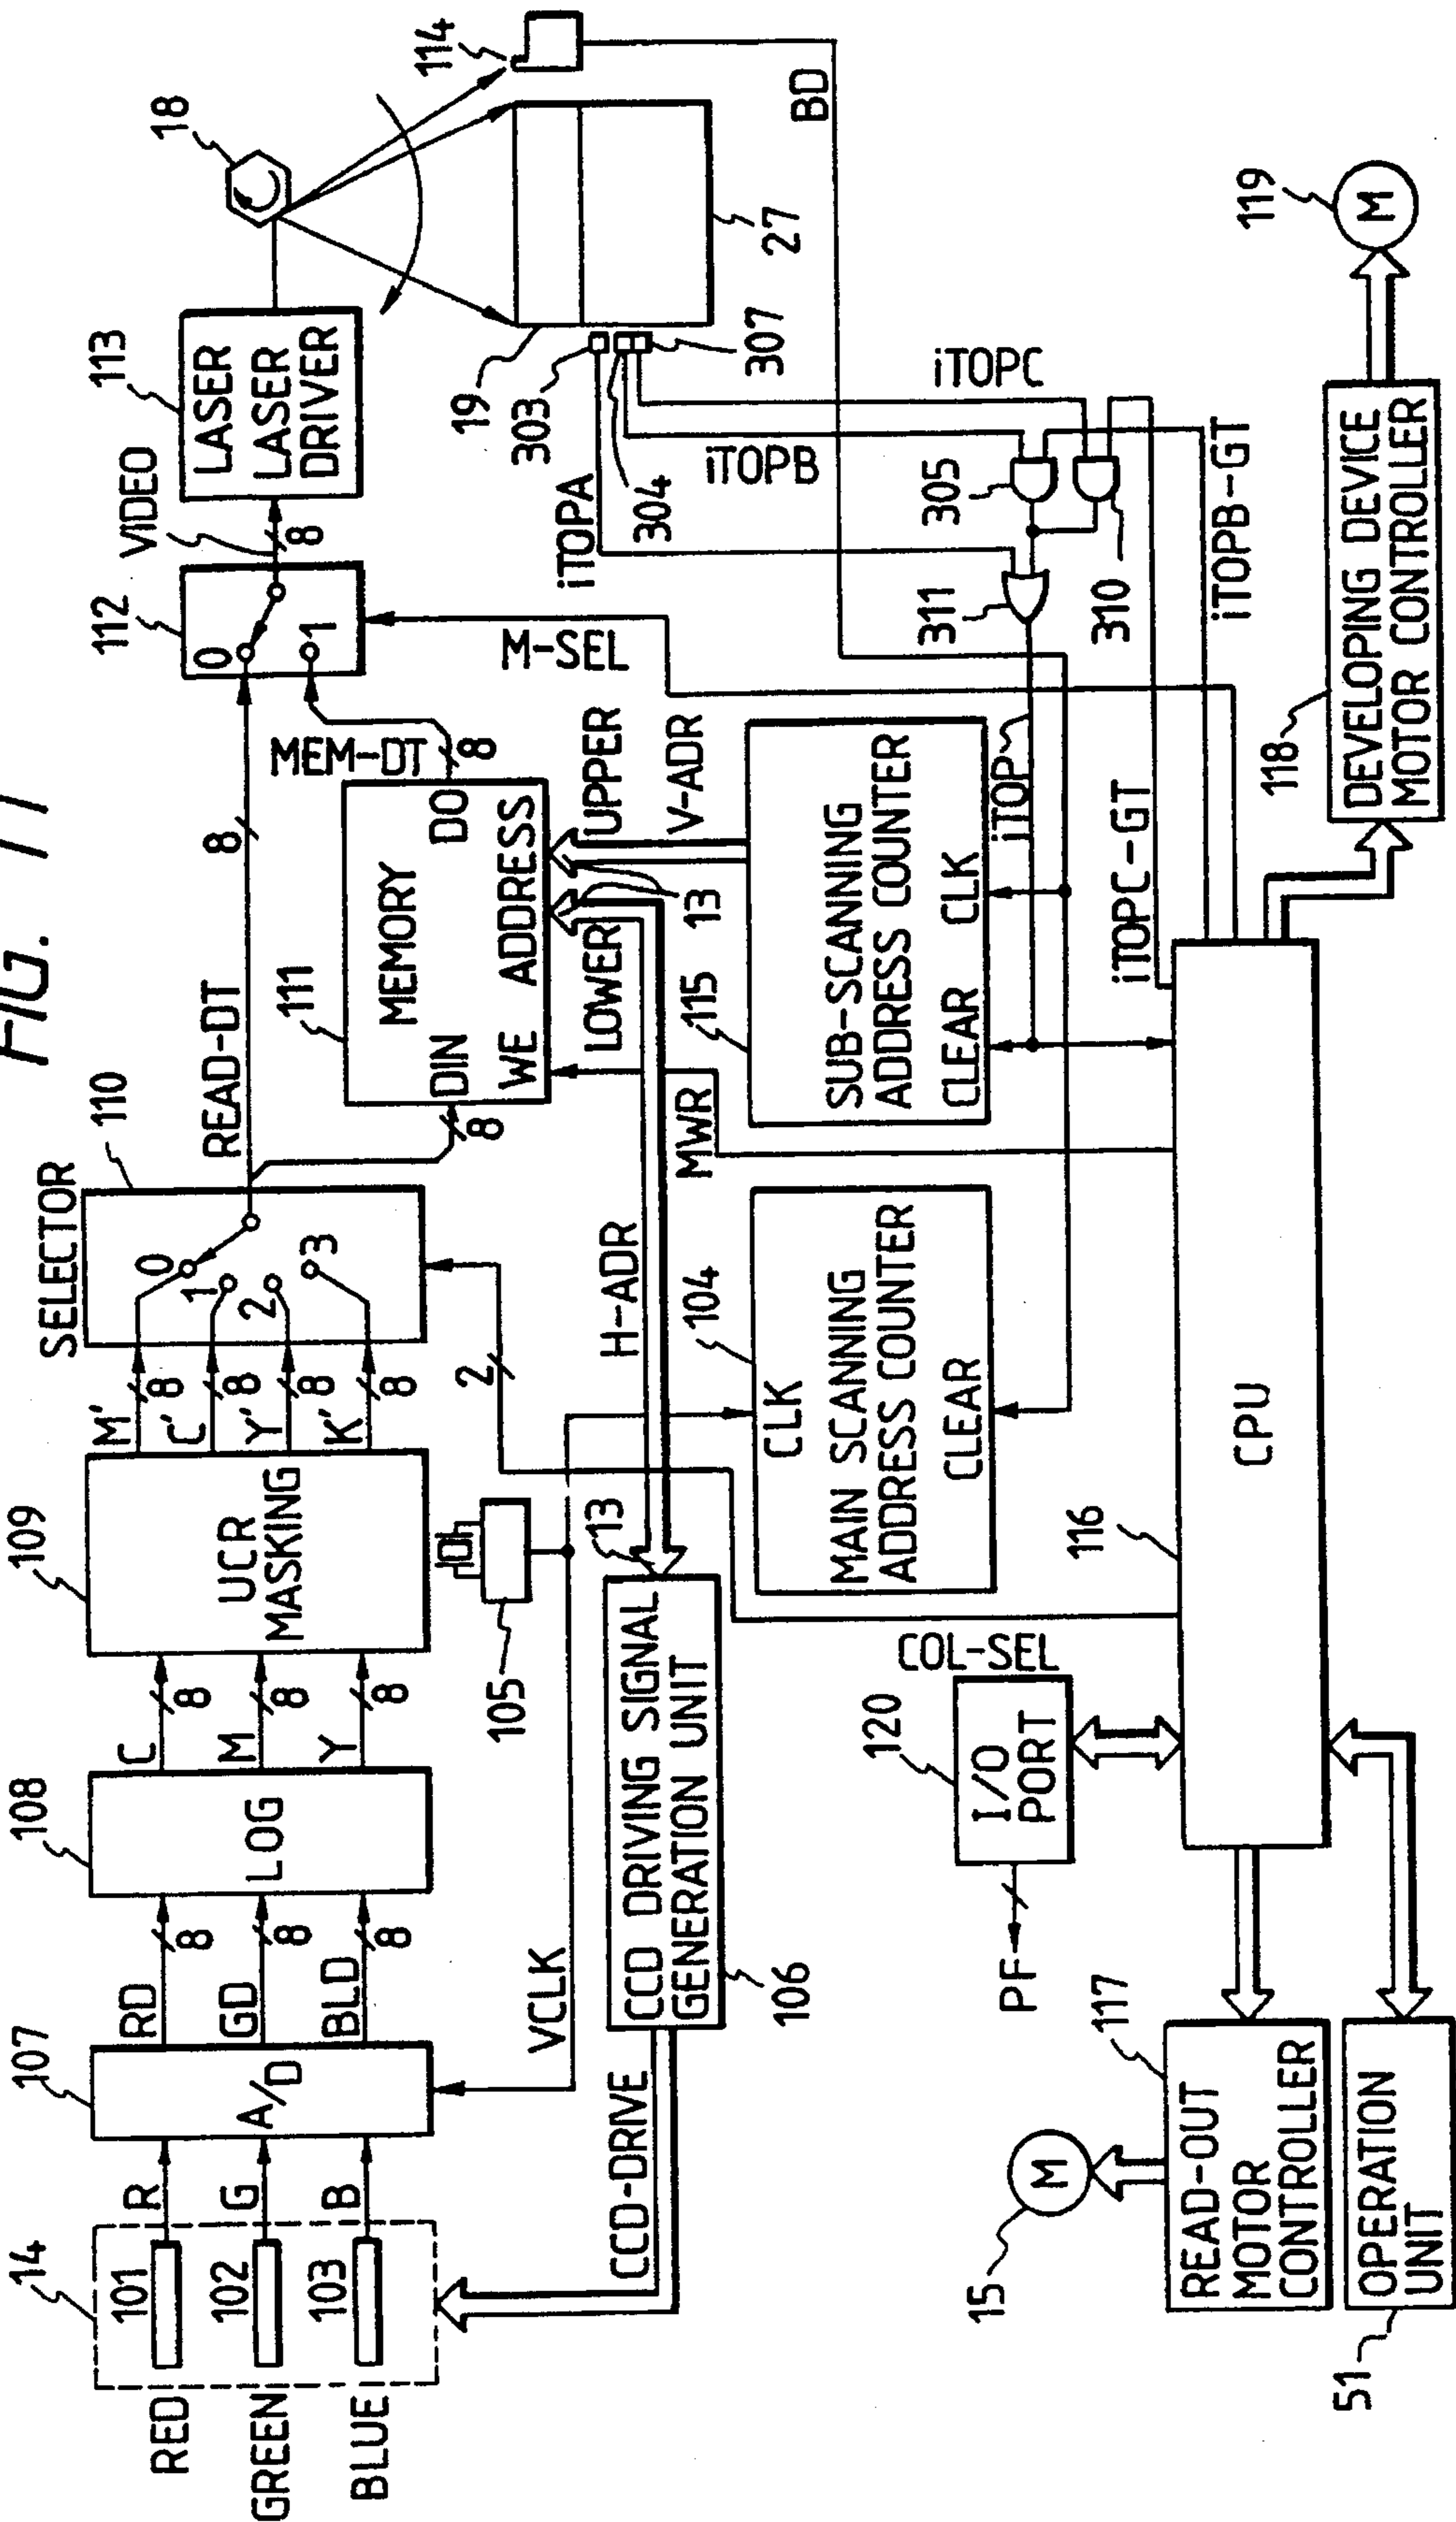 FIG. 11
14
RED
101
GREEN
102
BLUE
103
R
G
B
107
A/D
RD
8
GD
8
BLD
8
108
LOG
C
8
M
8
Y
8
109
UCR
MASKING
M'
8
C'
8
Y'
8
K'
8
SELECTOR
110
0
1
2
3
READ-DT
8
8
2
111
MEMORY
DIN
DO
WE
ADDRESS
MEM-DT
8
112
0
1
VIDEO
8
113
LASER
LASER
DRIVER
18
114
19
27
303
304
307
BD
iTOPA
iTOPB
iTOPC
305
310
311
M-SEL
UPPER
V-ADR
LOWER
13
H-ADR
13
MWR
105
VCLK
CCD-DRIVE
CCD DRIVING SIGNAL
GENERATION UNIT
106
104
CLK
MAIN SCANNING
ADDRESS COUNTER
CLEAR
115
SUB-SCANNING
ADDRESS COUNTER
CLEAR
CLK
iTOP
iTOPC-GT
iTOPB-GT
COL-SEL
120
I/O
PORT
PF
116
CPU
117
READ-OUT
MOTOR
CONTROLLER
15
M
51
OPERATION
UNIT
118
DEVELOPING DEVICE
MOTOR CONTROLLER
119
M